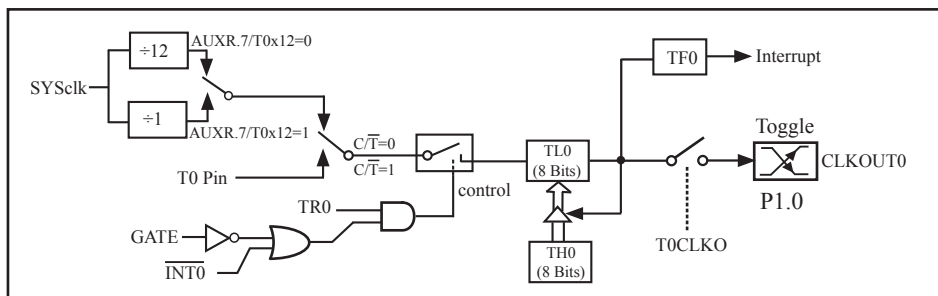 ÷12
AUXR.7/T0x12=0
SYSclk
÷1
AUXR.7/T0x12=1
C/T̅=0
C/T̅=1
T0 Pin
control
TR0
GATE
I̅N̅T̅0̅
TL0
(8 Bits)
TH0
(8 Bits)
TF0
Interrupt
Toggle
CLKOUT0
P1.0
T0CLKO